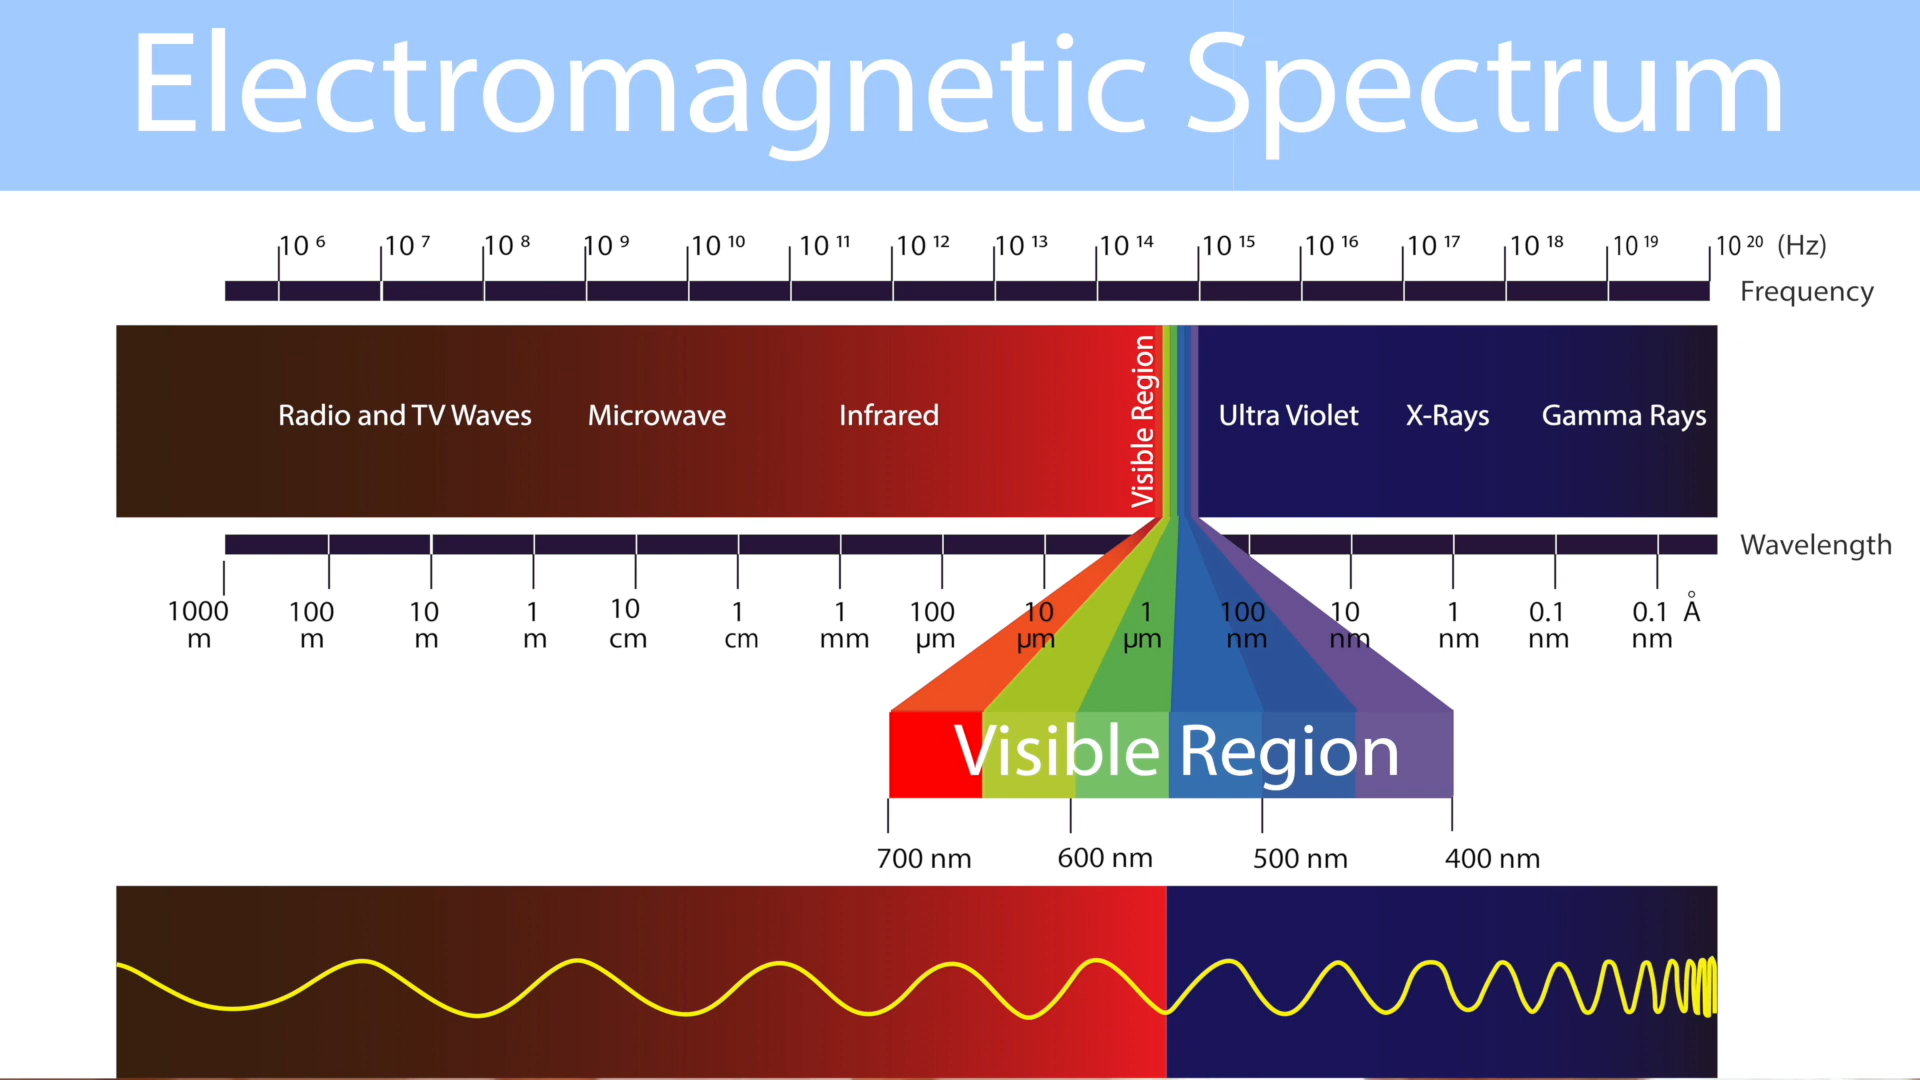 Electromagnetic Spectrum
10 6 10 7 10 8 10 9 10 10 10 11 10 12 10 13 10 14 10 15 10 16 10 17 10 18 10 19 10 20 (Hz)
Frequency
Radio and TV Waves Microwave Infrared Visible Region Ultra Violet X-Rays Gamma Rays
Wavelength
1000 100 10 1 10 1 1 100 10 1 100 10 1 0.1 0.1 Å
m m m m cm cm mm µm µm µm nm nm nm nm nm
Visible Region
700 nm 600 nm 500 nm 400 nm